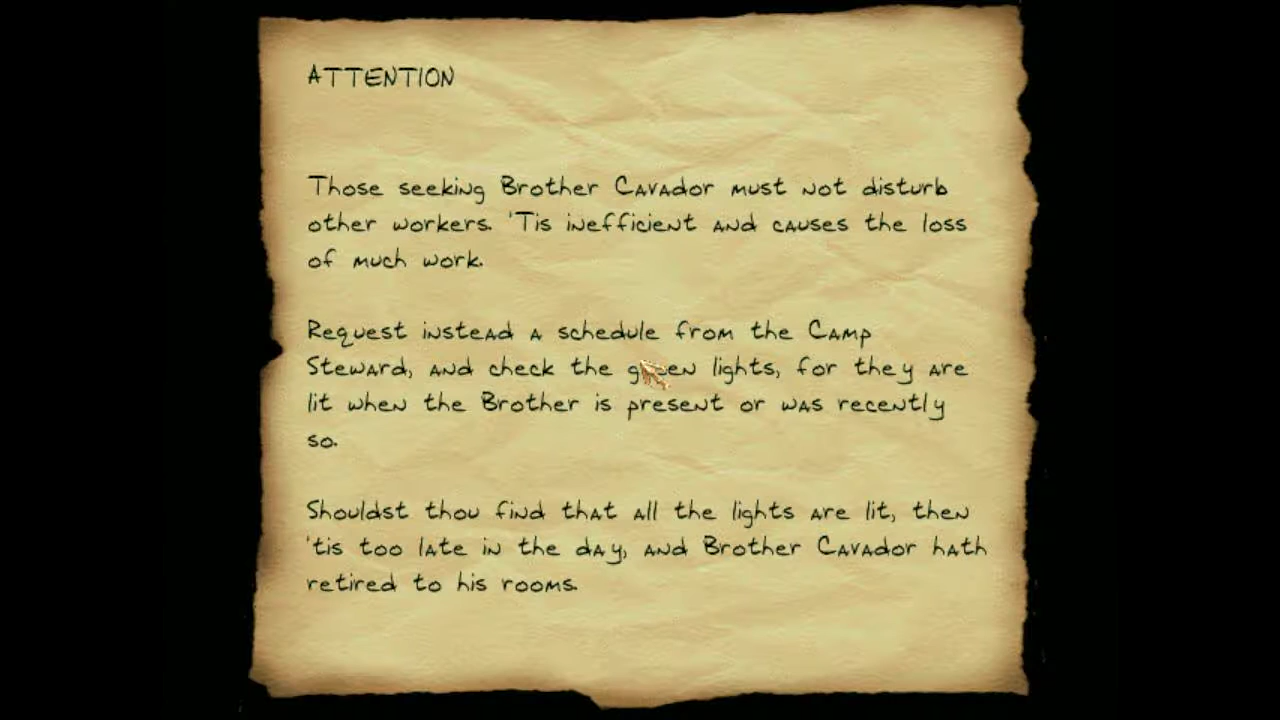 ATTENTION
Those seeking Brother Cavador must not disturb
other workers. 'Tis inefficient and causes the loss
of much work.
Request instead a schedule from the Camp
Steward, and check the green lights, for they are
lit when the Brother is present or was recently
so.
Shouldst thou find that all the lights are lit, then
'tis too late in the day, and Brother Cavador hath
retired to his rooms.